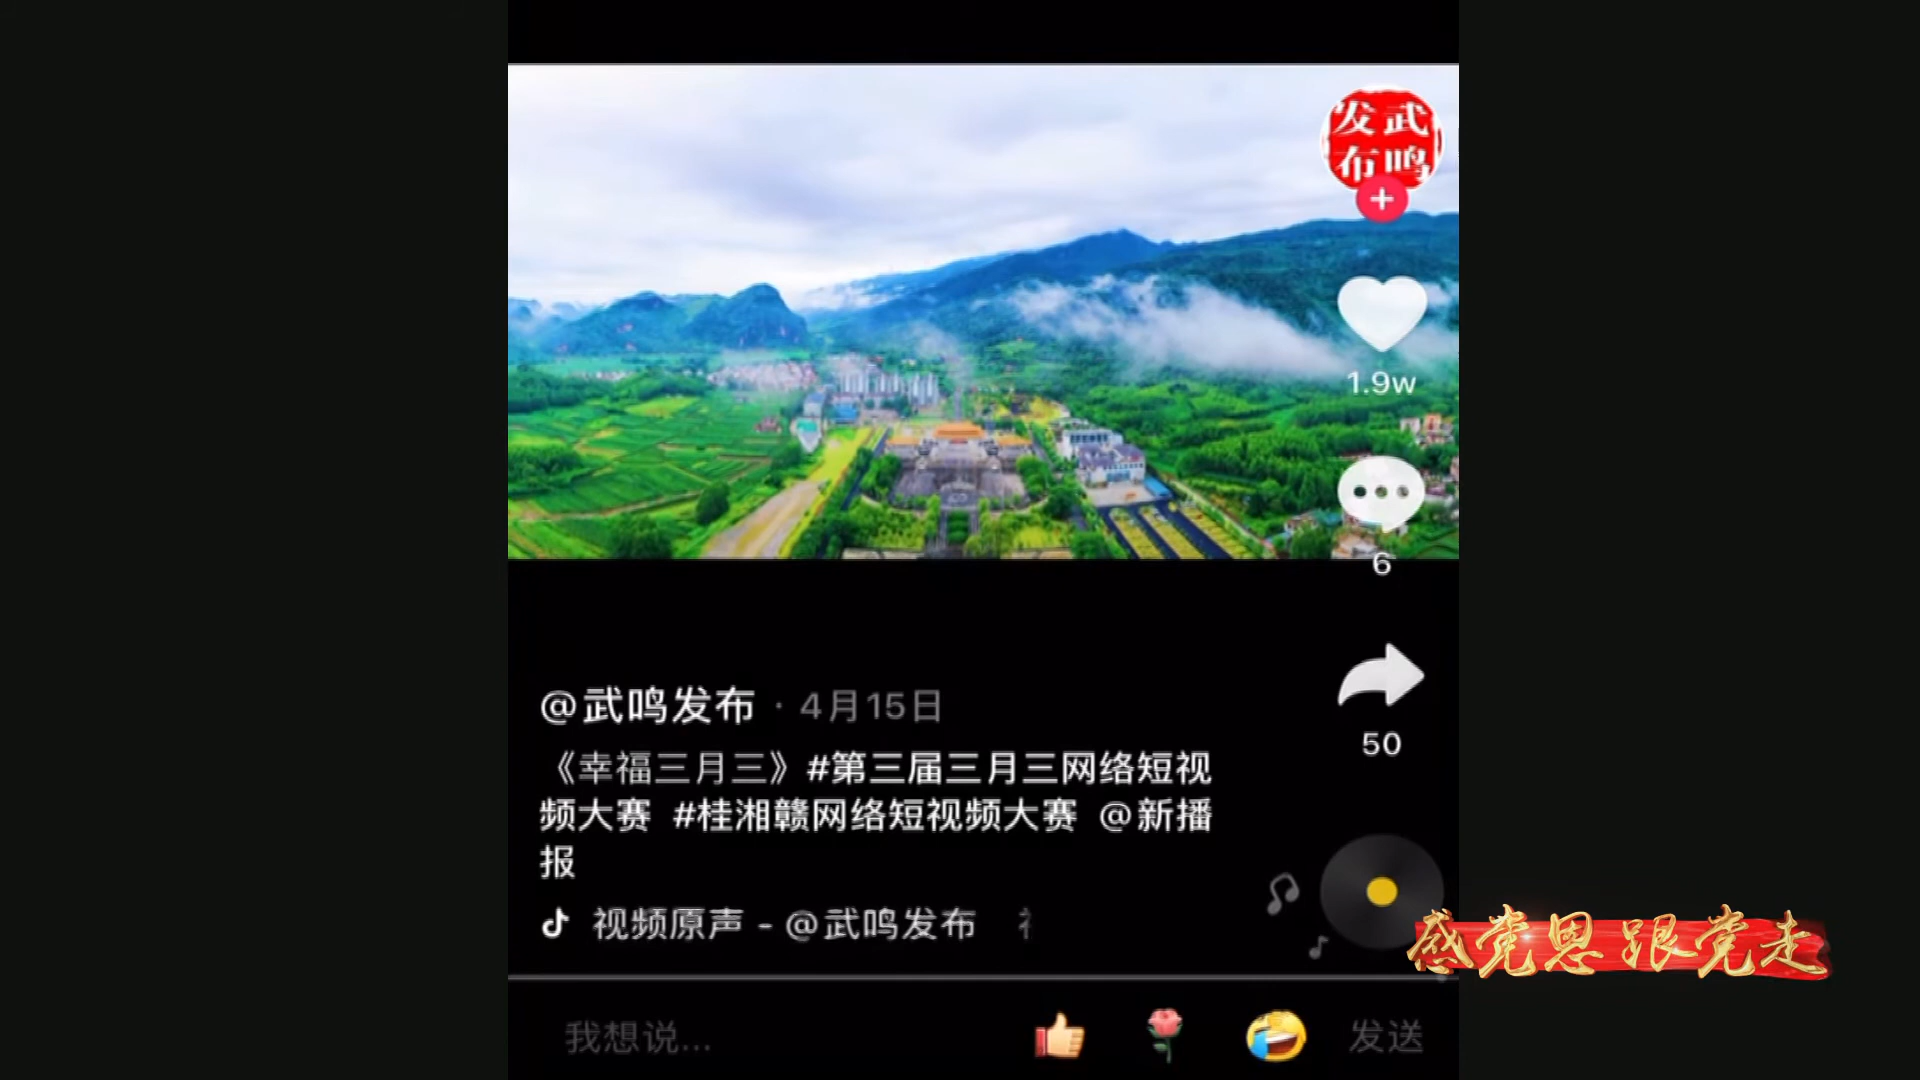 武鸣
发布
1.9w
6
50
@武鸣发布 · 4月15日
《幸福三月三》#第三届三月三网络短视
频大赛 #桂湘赣网络短视频大赛 @新播
报
视频原声 - @武鸣发布
感党恩 跟党走
我想说...
发送